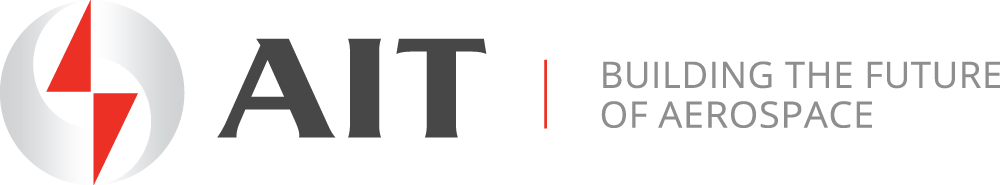 AIT
BUILDING THE FUTURE
OF AEROSPACE